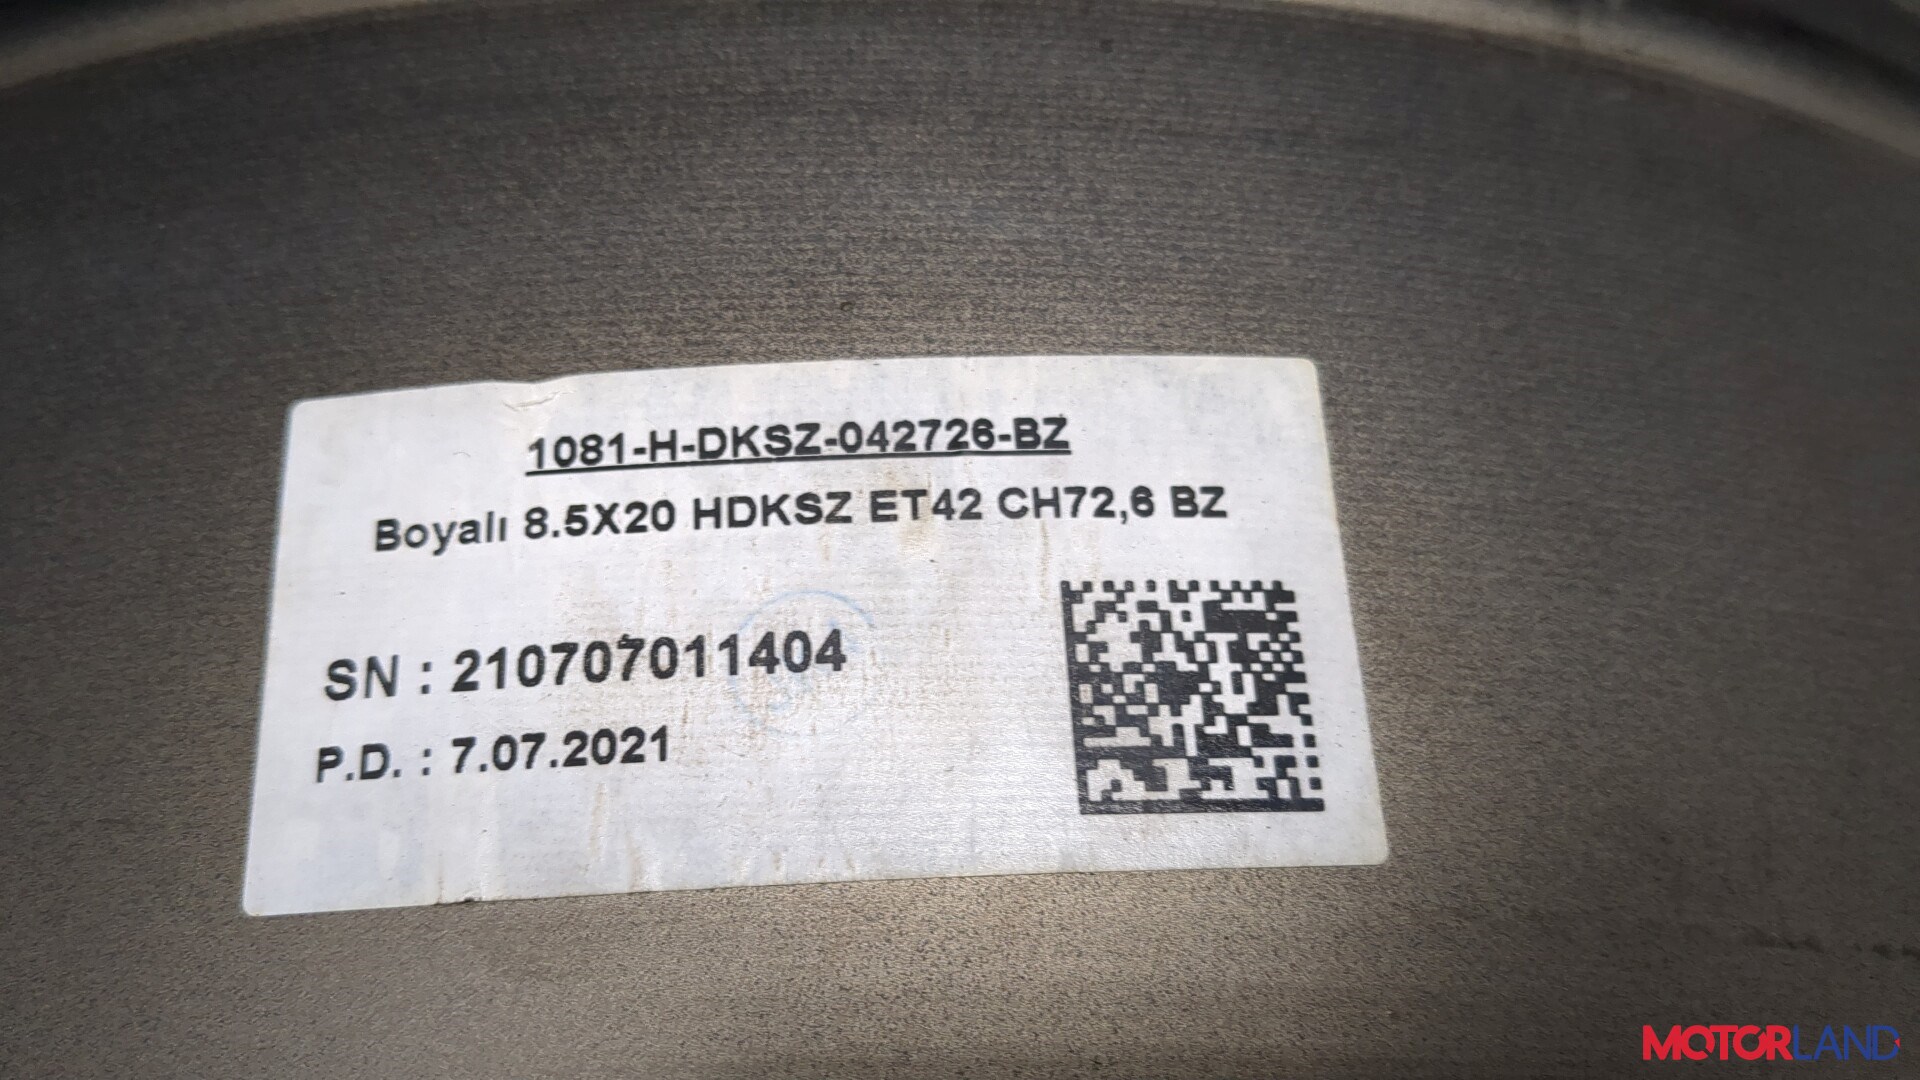 1081-H-DKSZ-042726-BZ
Boyalı 8.5X20 HDKSZ ET42 CH72,6 BZ
SN : 210707011404
P.D. : 7.07.2021
MOTORLAND